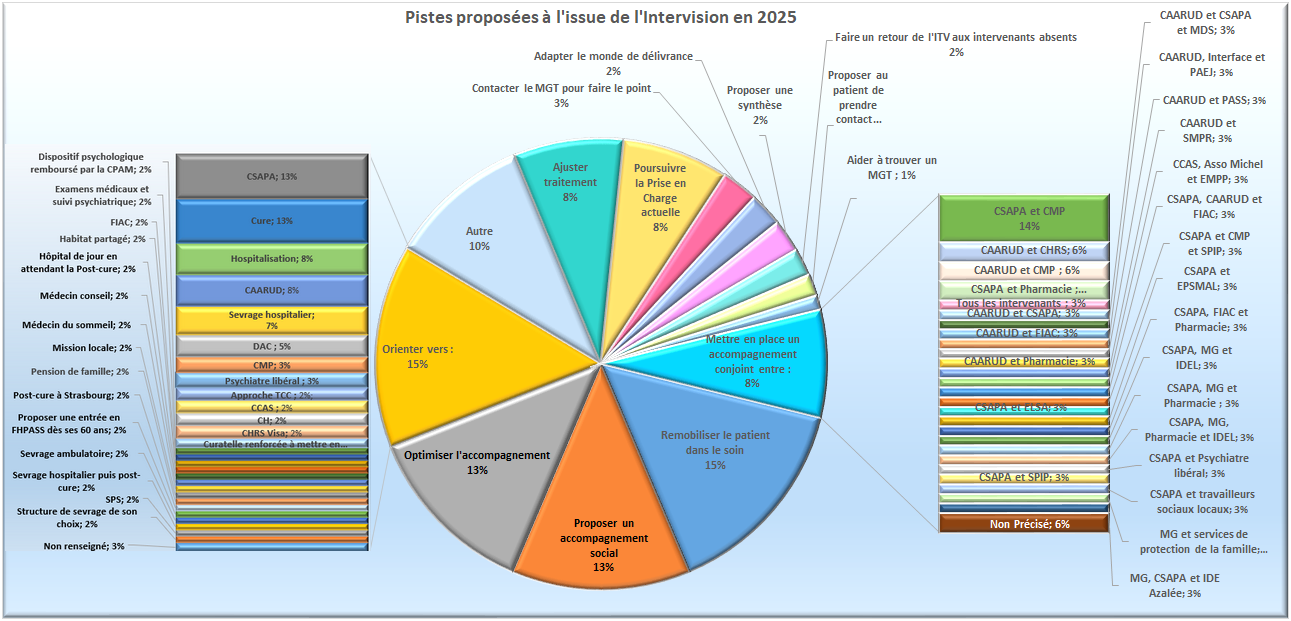 Pistes proposées à l'issue de l'Intervision en 2025
Dispositif psychologique
remboursé par la CPAM; 2%
Examens médicaux et
suivi psychiatrique; 2%
FIAC; 2%
Habitat partagé; 2%
Hôpital de jour en
attendant la Post-cure; 2%
Médecin conseil; 2%
Médecin du sommeil; 2%
Mission locale; 2%
Pension de famille; 2%
Post-cure à Strasbourg; 2%
Proposer une entrée en
FHPASS dès ses 60 ans; 2%
Sevrage ambulatoire; 2%
Sevrage hospitalier puis post-
cure; 2%
SPS; 2%
Structure de sevrage de son
choix; 2%
Non renseigné; 3%
CSAPA; 13%
Cure; 13%
Hospitalisation; 8%
CAARUD; 8%
Sevrage hospitalier;
7%
DAC ; 5%
CMP; 3%
Psychiatre libéral ; 3%
Approche TCC ; 2%;
CCAS ; 2%
CH; 2%
CHRS Visa; 2%
Curatelle renforcée à mettre en...
Orienter vers :
15%
Autre
10%
Ajuster
traitement
8%
Poursuivre
la Prise en
Charge
actuelle
8%
Contacter le MGT pour faire le point
3%
Adapter le monde de délivrance
2%
Proposer une
synthèse
2%
Faire un retour de l'ITV aux intervenants absents
2%
Proposer au
patient de
prendre
contact...
Aider à trouver un
MGT ; 1%
Mettre en place un
accompagnement
conjoint entre :
8%
Remobiliser le patient
dans le soin
15%
Proposer un
accompagnement
social
13%
Optimiser l'accompagnement
13%
CSAPA et CMP
14%
CAARUD et CHRS; 6%
CAARUD et CMP ; 6%
CSAPA et Pharmacie ;...
Tous les intervenants ; 3%
CAARUD et CSAPA; 3%
CAARUD et FIAC; 3%
CAARUD et Pharmacie; 3%
CSAPA et ELSA; 3%
CSAPA et SPIP; 3%
Non Précisé; 6%
CAARUD et CSAPA
et MDS; 3%
CAARUD, Interface et
PAEJ; 3%
CAARUD et PASS; 3%
CAARUD et
SMPR; 3%
CCAS, Asso Michel
et EMPP; 3%
CSAPA, CAARUD et
FIAC; 3%
CSAPA et CMP
et SPIP; 3%
CSAPA et
EPSMAL; 3%
CSAPA, FIAC et
Pharmacie; 3%
CSAPA, MG et
IDEL; 3%
CSAPA, MG et
Pharmacie ; 3%
CSAPA, MG,
Pharmacie et IDEL; 3%
CSAPA et Psychiatre
libéral; 3%
CSAPA et travailleurs
sociaux locaux; 3%
MG et services de
protection de la famille;...
MG, CSAPA et IDE
Azalée; 3%